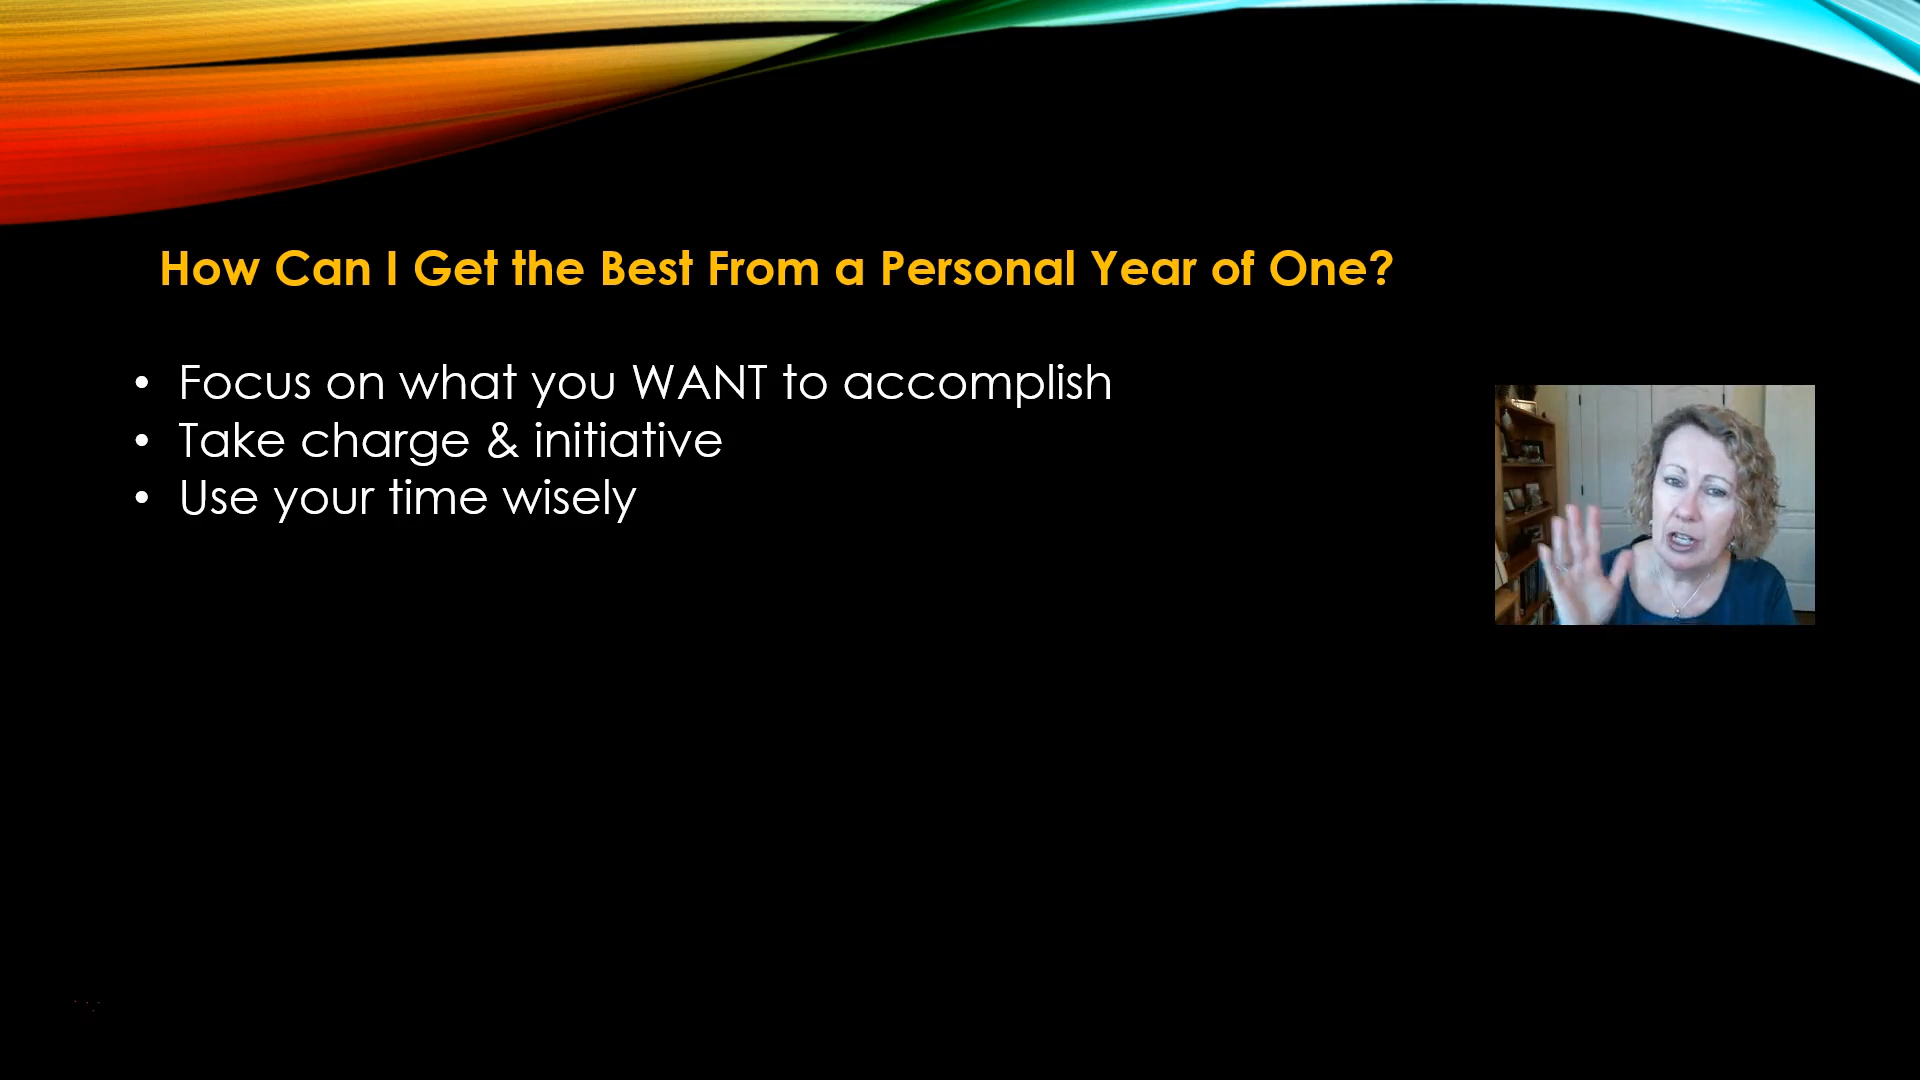 How Can I Get the Best From a Personal Year of One?
• Focus on what you WANT to accomplish
• Take charge & initiative
• Use your time wisely